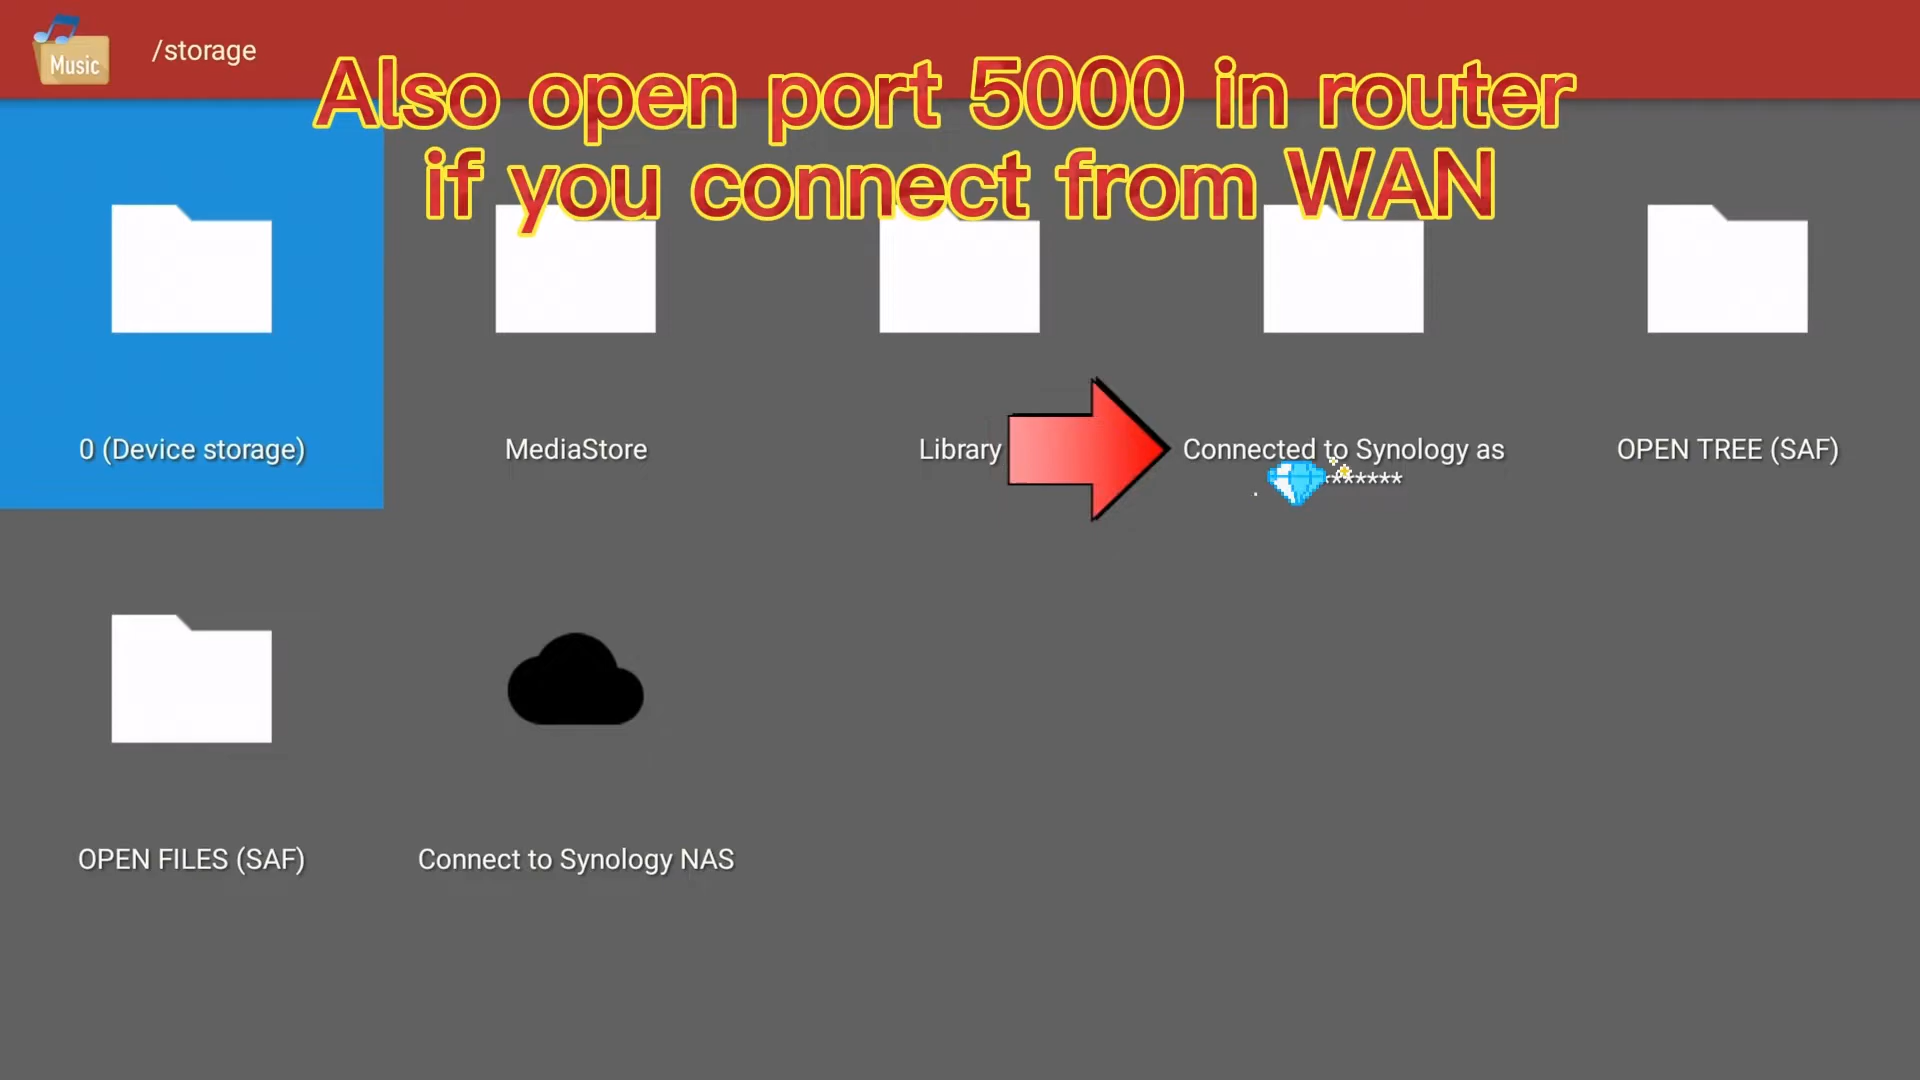 Music
/storage
Also open port 5000 in router
if you connect from WAN
0 (Device storage)
MediaStore
Library
Connected to Synology as
*******
OPEN TREE (SAF)
OPEN FILES (SAF)
Connect to Synology NAS